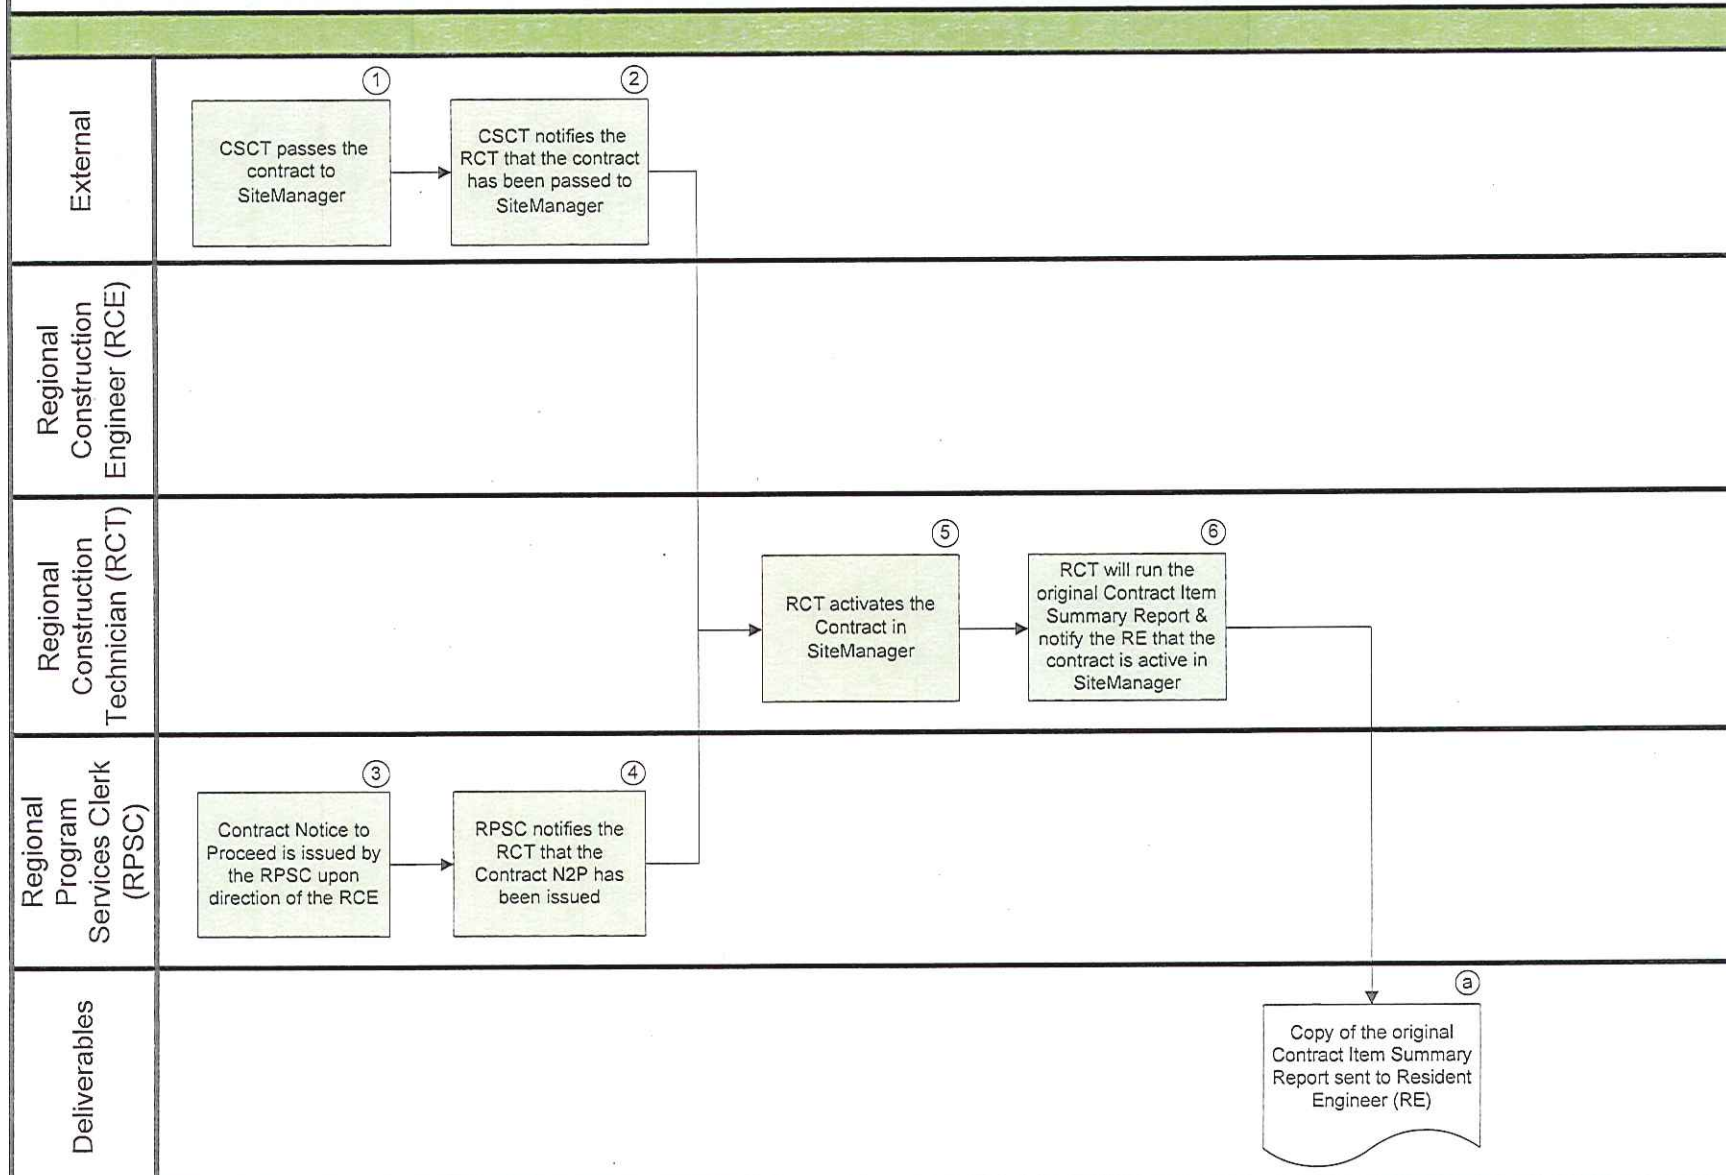 External
1
CSCT passes the
contract to
SiteManager
2
CSCT notifies the
RCT that the contract
has been passed to
SiteManager
Regional
Construction
Engineer (RCE)
Regional
Construction
Technician (RCT)
5
RCT activates the
Contract in
SiteManager
6
RCT will run the
original Contract Item
Summary Report &
notify the RE that the
contract is active in
SiteManager
Regional
Program
Services Clerk
(RPSC)
3
Contract Notice to
Proceed is issued by
the RPSC upon
direction of the RCE
4
RPSC notifies the
RCT that the
Contract N2P has
been issued
Deliverables
a
Copy of the original
Contract Item Summary
Report sent to Resident
Engineer (RE)